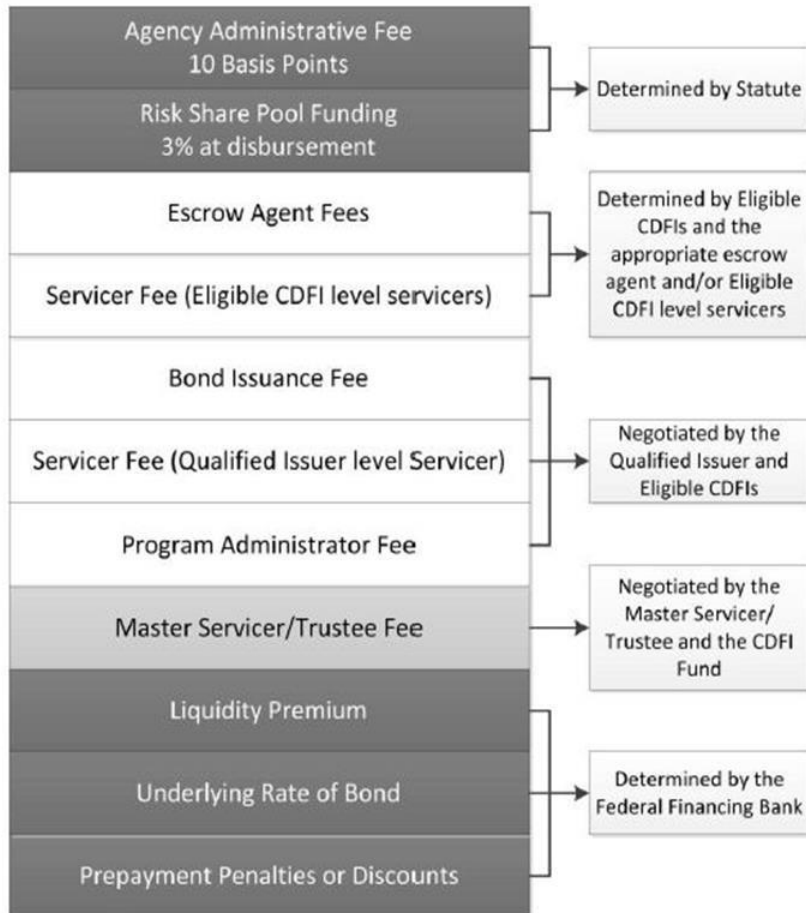 Agency Administrative Fee
10 Basis Points
Risk Share Pool Funding
3% at disbursement
Determined by Statute
Escrow Agent Fees
Servicer Fee (Eligible CDFI level servicers)
Determined by Eligible
CDFIs and the
appropriate escrow
agent and/or Eligible
CDFI level servicers
Bond Issuance Fee
Servicer Fee (Qualified Issuer level Servicer)
Program Administrator Fee
Negotiated by the
Qualified Issuer and
Eligible CDFIs
Master Servicer/Trustee Fee
Negotiated by the
Master Servicer/
Trustee and the CDFI
Fund
Liquidity Premium
Underlying Rate of Bond
Prepayment Penalties or Discounts
Determined by the
Federal Financing Bank